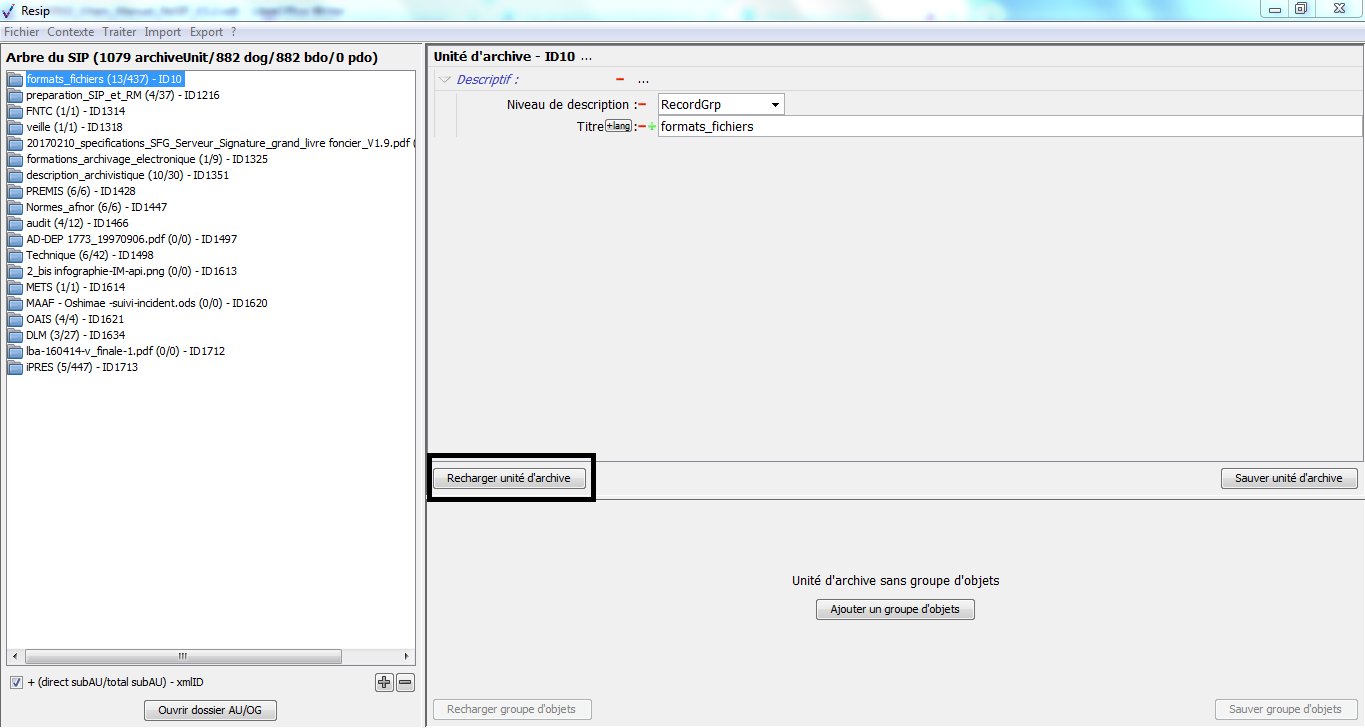 Resip
Fichier Contexte Traiter Import Export ?
Arbre du SIP (1079 archiveUnit/882 dog/882 bdo/0 pdo)
formats_fichiers (13/437) - ID10
preparation_SIP_et_RM (4/37) - ID1216
FNTC (1/1) - ID1314
veille (1/1) - ID1318
20170210_specifications_SFG_Serveur_Signature_grand_livre foncier_V1.9.pdf (
formations_archivage_electronique (1/9) - ID1325
description_archivistique (10/30) - ID1351
PREMIS (6/6) - ID1428
Normes_afnor (6/6) - ID1447
audit (4/12) - ID1466
AD-DEP 1773_19970906.pdf (0/0) - ID1497
Technique (6/42) - ID1498
2_bis infographie-IM-api.png (0/0) - ID1613
METS (1/1) - ID1614
MAAF - Oshimae -suivi-incident.ods (0/0) - ID1620
OAIS (4/4) - ID1621
DLM (3/27) - ID1634
lba-160414-v_finale-1.pdf (0/0) - ID1712
iPRES (5/447) - ID1713
+ (direct subAU/total subAU) - xmlID
Ouvrir dossier AU/OG
Unité d'archive - ID10 ...
Descriptif : ...
Niveau de description : RecordGrp
Titre +lang : formats_fichiers
Recharger unité d'archive
Sauver unité d'archive
Unité d'archive sans groupe d'objets
Ajouter un groupe d'objets
Recharger groupe d'objets
Sauver groupe d'objets